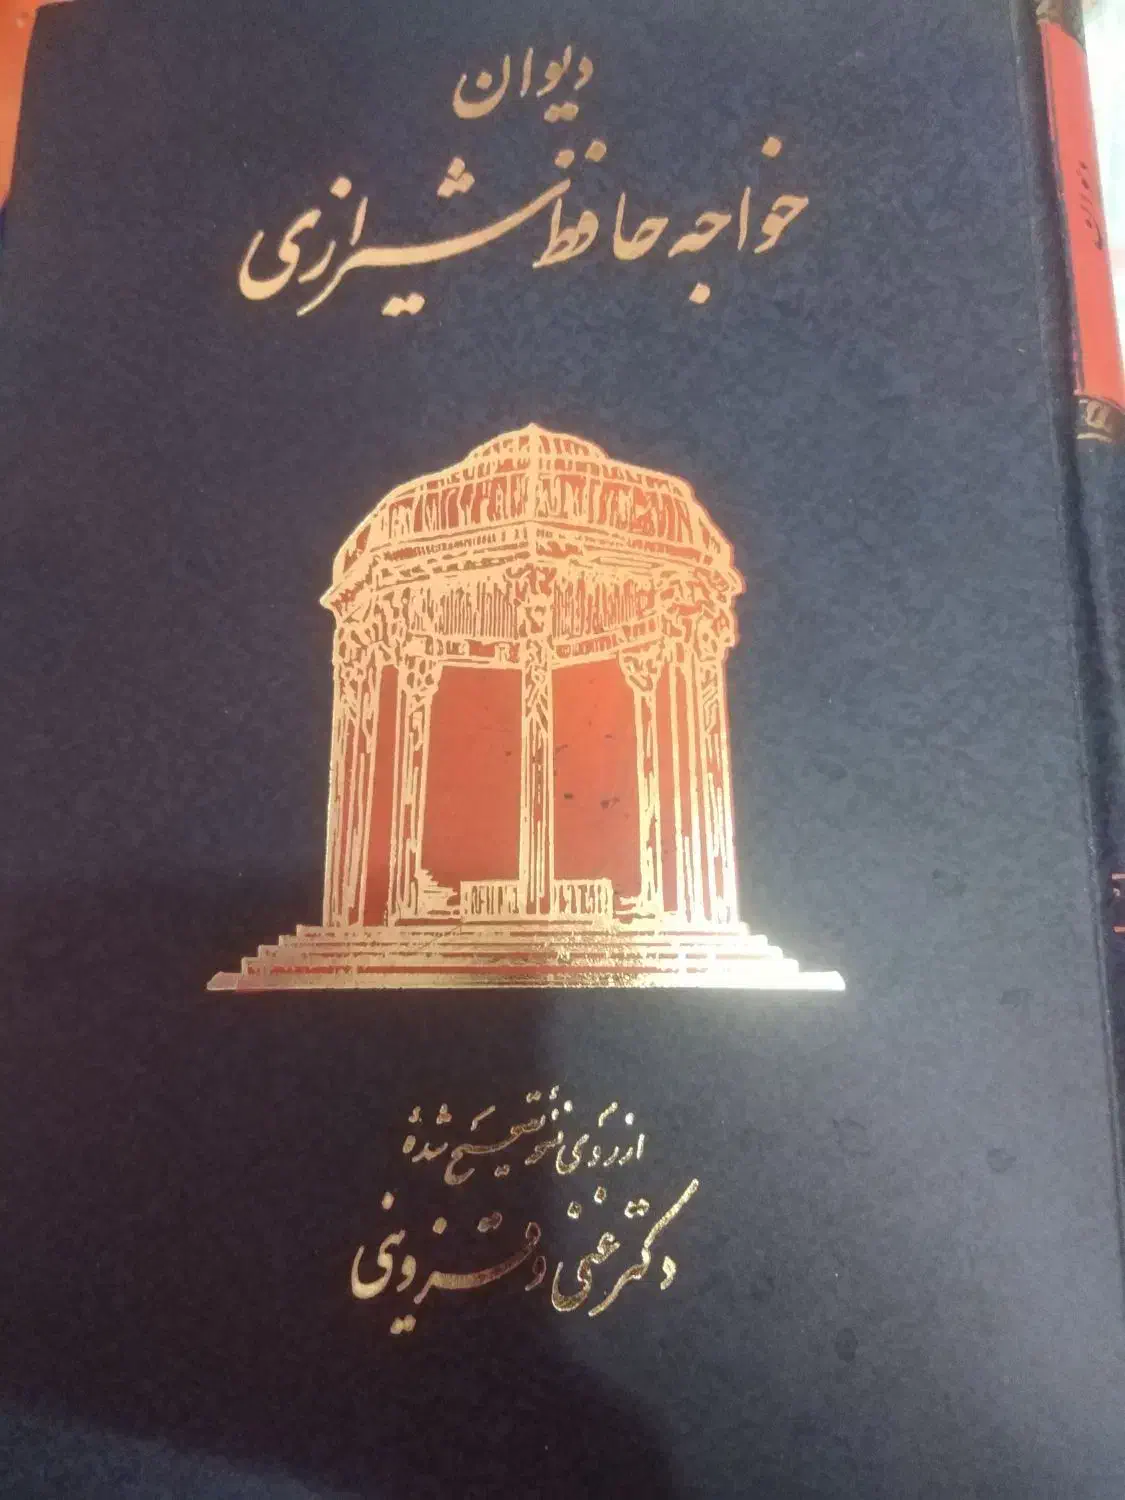 دیوان
خواجه حافظ شیرازی
از روی نسخهٔ تصحیح شدهٔ
دکتر غنی و قزوینی